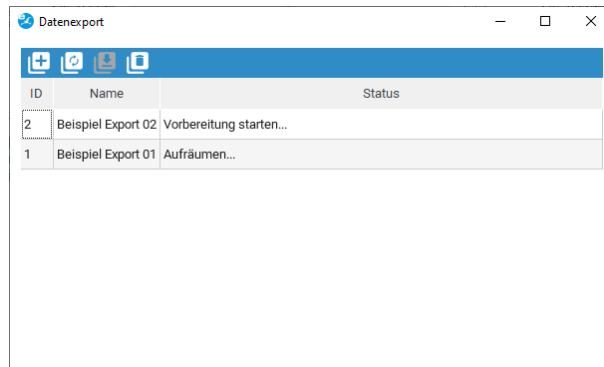 Datenexport
ID Name Status
2 Beispiel Export 02 Vorbereitung starten...
1 Beispiel Export 01 Aufräumen...